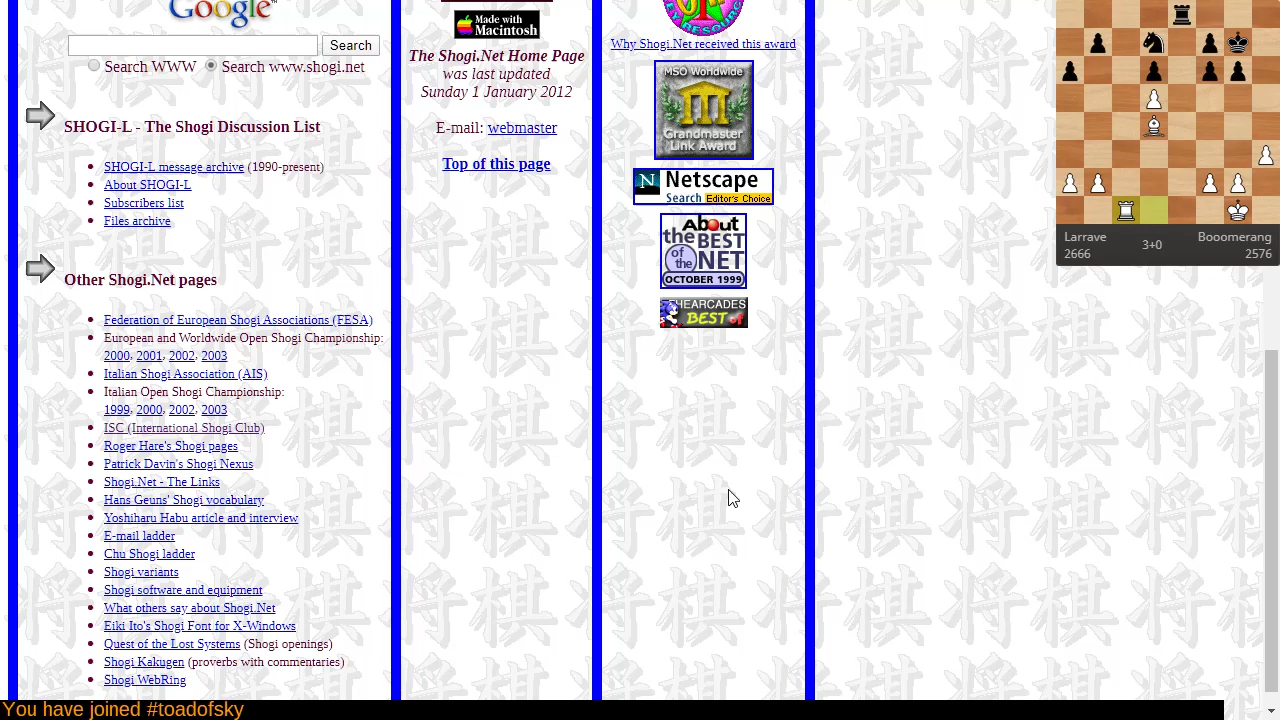 Google™
Search
Search WWW
Search www.shogi.net
SHOGI-L - The Shogi Discussion List
SHOGI-L message archive (1990-present)
About SHOGI-L
Subscribers list
Files archive
Other Shogi.Net pages
Federation of European Shogi Associations (FESA)
European and Worldwide Open Shogi Championship:
2000, 2001, 2002, 2003
Italian Shogi Association (AIS)
Italian Open Shogi Championship:
1999, 2000, 2002, 2003
ISC (International Shogi Club)
Roger Hare's Shogi pages
Patrick Davin's Shogi Nexus
Shogi.Net - The Links
Hans Geuns' Shogi vocabulary
Yoshiharu Habu article and interview
E-mail ladder
Chu Shogi ladder
Shogi variants
Shogi software and equipment
What others say about Shogi.Net
Eiki Ito's Shogi Font for X-Windows
Quest of the Lost Systems (Shogi openings)
Shogi Kakugen (proverbs with commentaries)
Shogi WebRing
Made with
Macintosh
The Shogi.Net Home Page
was last updated
Sunday 1 January 2012
E-mail: webmaster
Top of this page
Why Shogi.Net received this award
MSO Worldwide
Grandmaster
Link Award
N Netscape
Search Editor's Choice
About
the BEST
of the NET
OCTOBER 1999
THEARCADES
BEST of
Larrave
2666
3+0
Booomerang
2576
You have joined #toadofsky
将棋